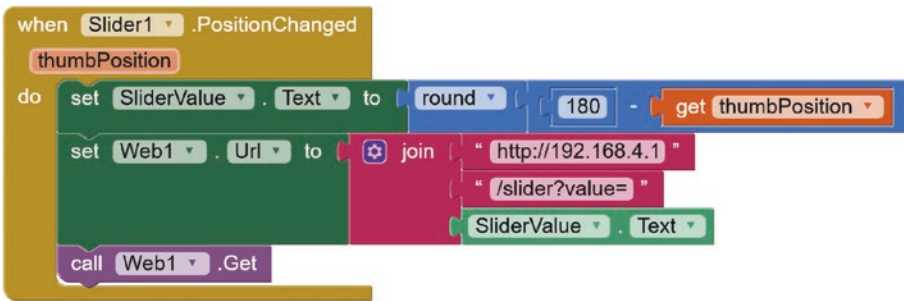 when Slider1 .PositionChanged
thumbPosition
do set SliderValue . Text to round 180 - get thumbPosition
set Web1 . Url to join " http://192.168.4.1 "
" /slider?value= "
SliderValue . Text
call Web1 .Get